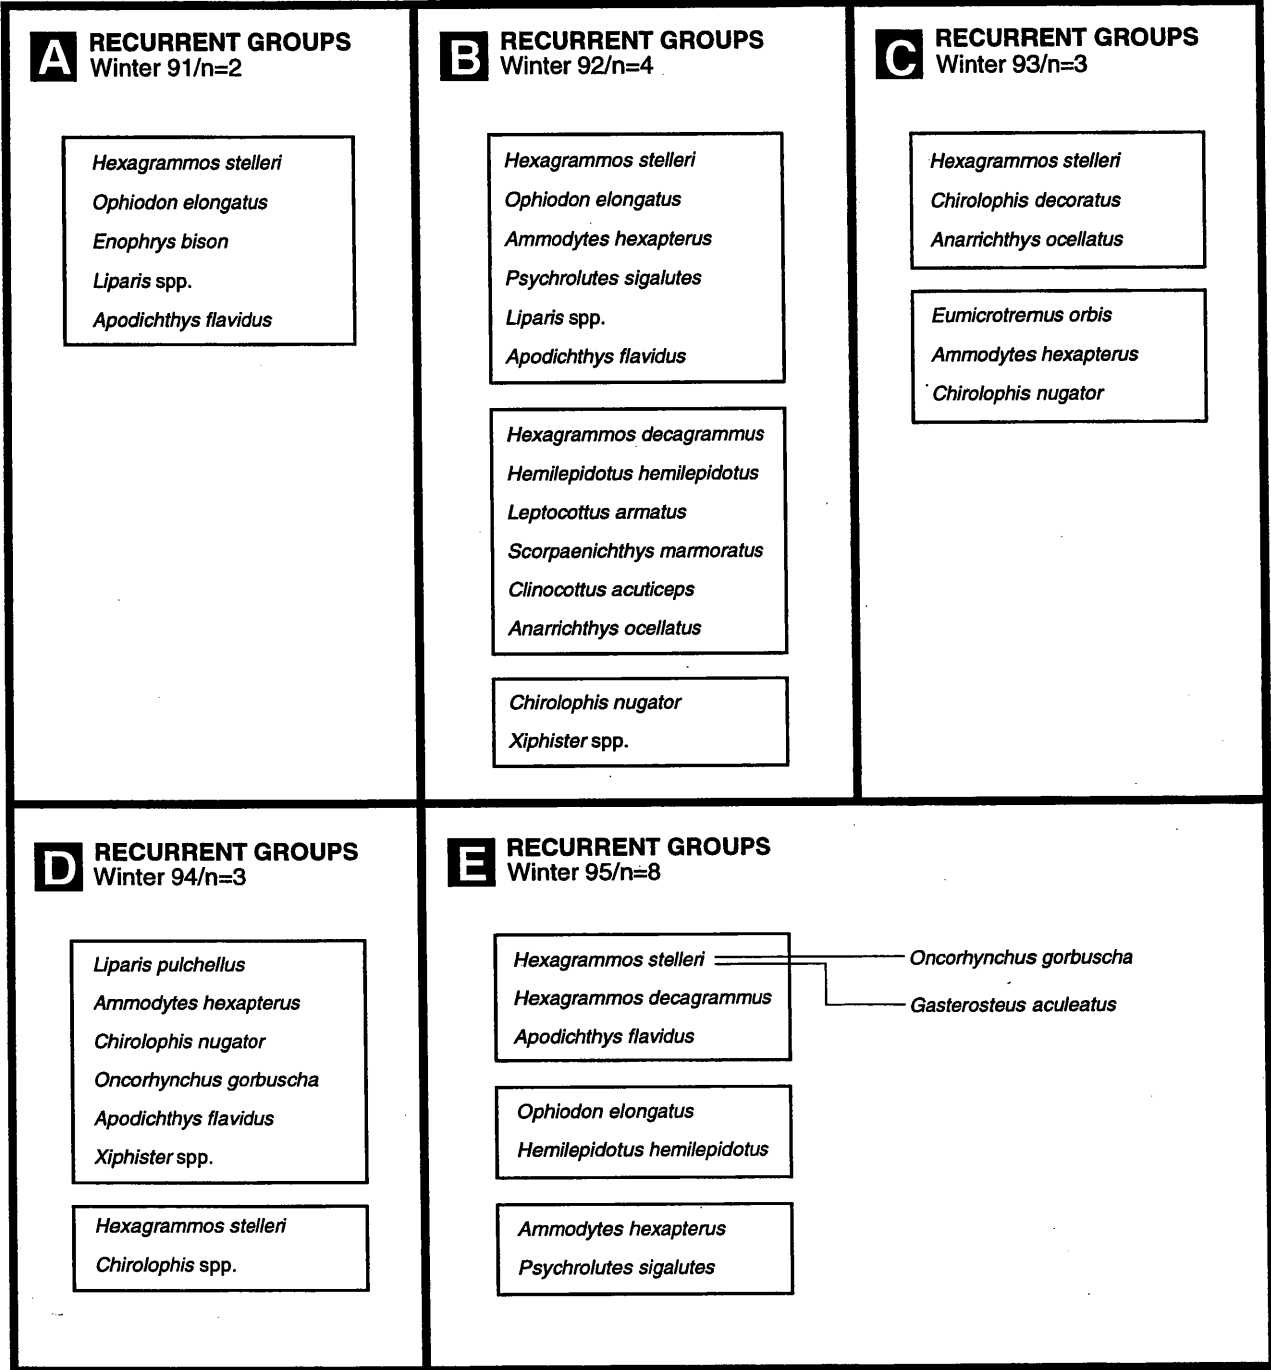 A
RECURRENT GROUPS
Winter 91/n=2
Hexagrammos stelleri
Ophiodon elongatus
Enophrys bison
Liparis spp.
Apodichthys flavidus
B
RECURRENT GROUPS
Winter 92/n=4
Hexagrammos stelleri
Ophiodon elongatus
Ammodytes hexapterus
Psychrolutes sigalutes
Liparis spp.
Apodichthys flavidus
Hexagrammos decagrammus
Hemilepidotus hemilepidotus
Leptocottus armatus
Scorpaenichthys marmoratus
Clinocottus acuticeps
Anarrichthys ocellatus
Chirolophis nugator
Xiphister spp.
C
RECURRENT GROUPS
Winter 93/n=3
Hexagrammos stelleri
Chirolophis decoratus
Anarrichthys ocellatus
Eumicrotremus orbis
Ammodytes hexapterus
Chirolophis nugator
D
RECURRENT GROUPS
Winter 94/n=3
Liparis pulchellus
Ammodytes hexapterus
Chirolophis nugator
Oncorhynchus gorbuscha
Apodichthys flavidus
Xiphister spp.
Hexagrammos stelleri
Chirolophis spp.
E
RECURRENT GROUPS
Winter 95/n=8
Hexagrammos stelleri
Oncorhynchus gorbuscha
Gasterosteus aculeatus
Hexagrammos decagrammus
Apodichthys flavidus
Ophiodon elongatus
Hemilepidotus hemilepidotus
Ammodytes hexapterus
Psychrolutes sigalutes